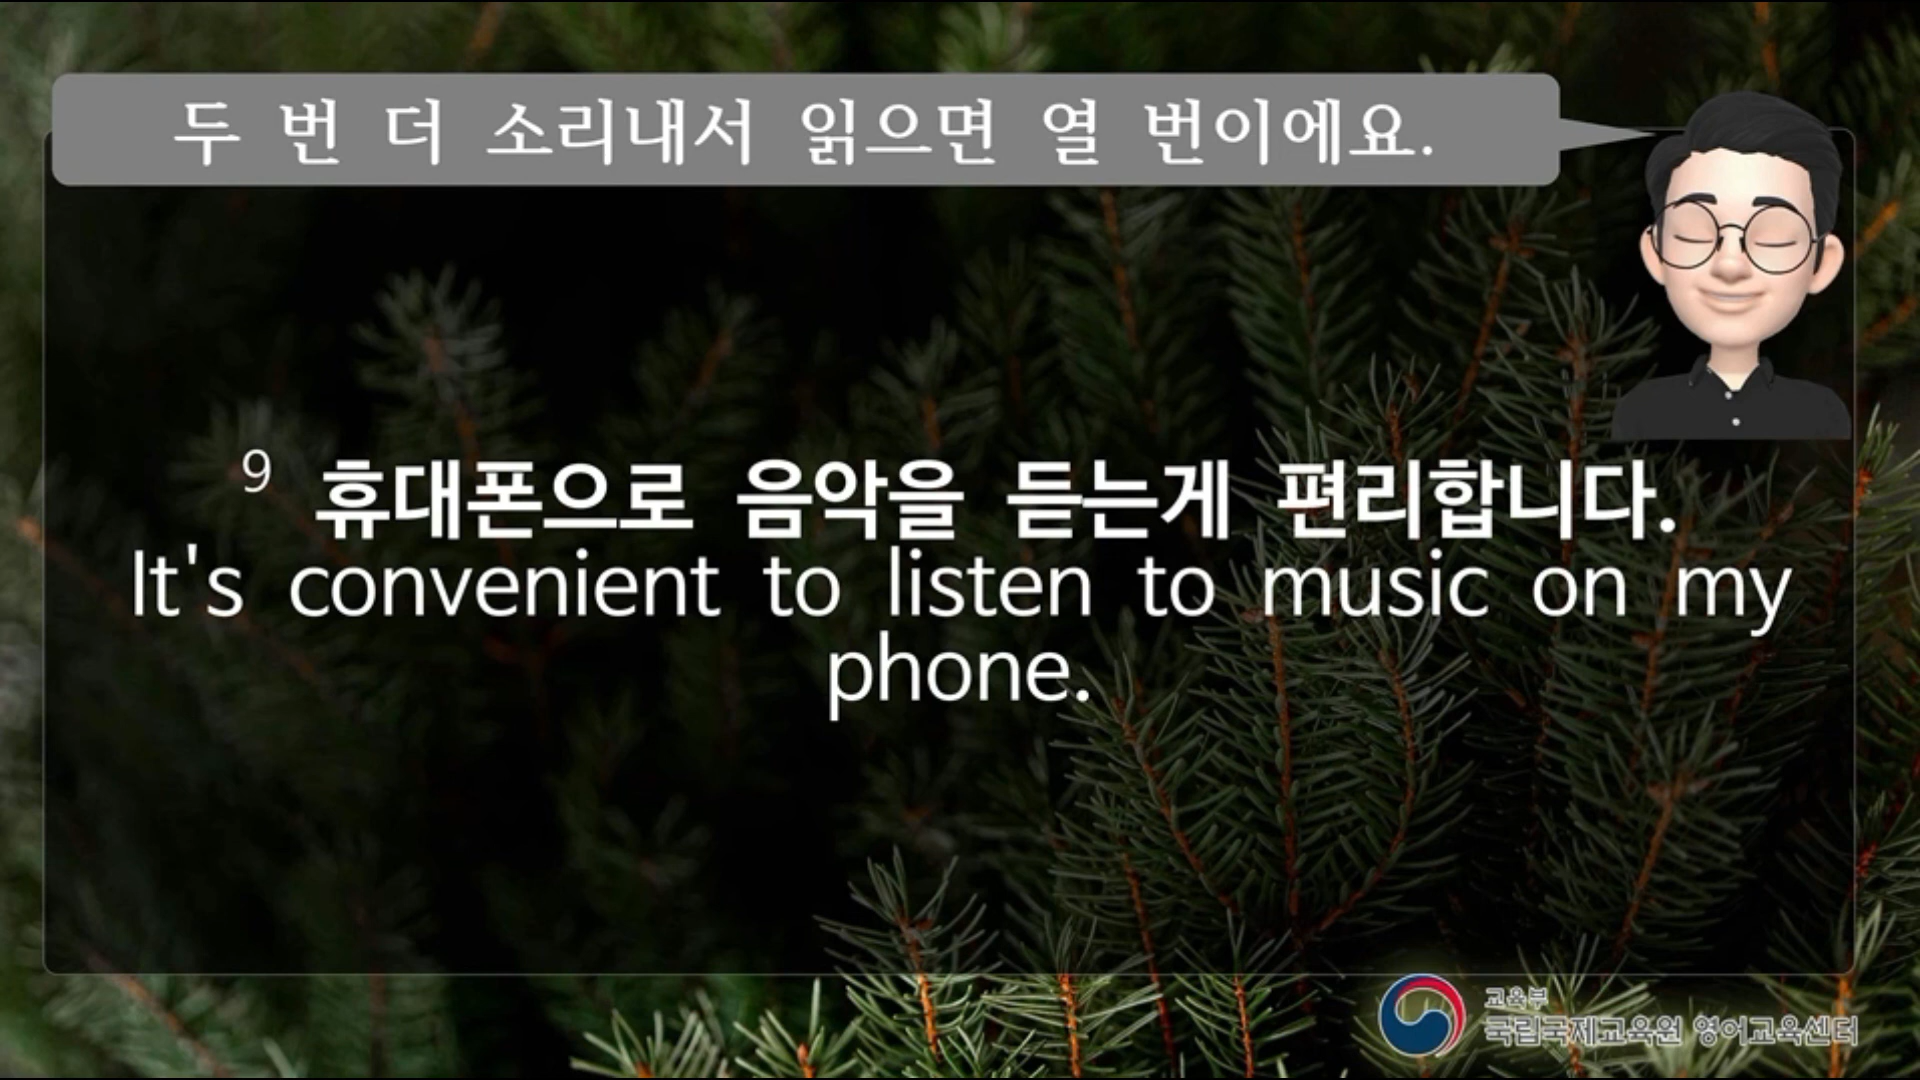 두 번 더 소리내서 읽으면 열 번이에요.
9 휴대폰으로 음악을 듣는게 편리합니다.
It's convenient to listen to music on my
phone.
교육부
국립국제교육원 영어교육센터